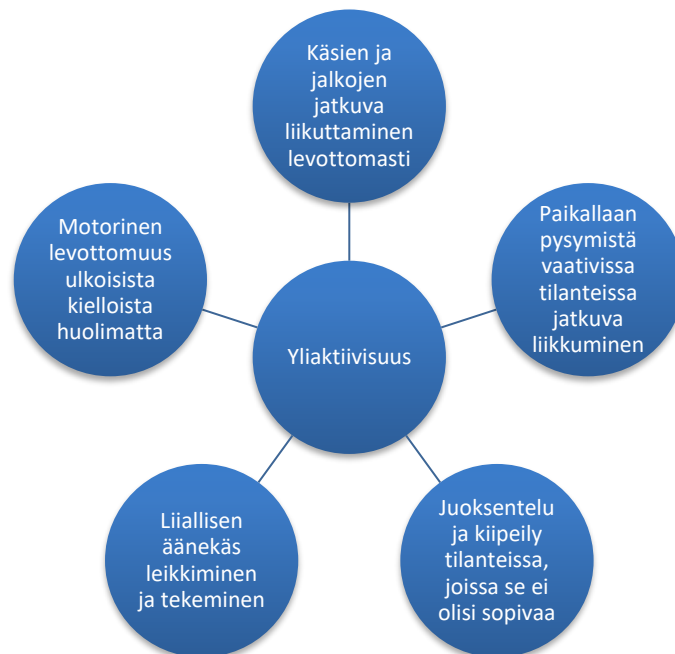 Käsien ja
jalkojen
jatkuva
liikuttaminen
levottomasti
Paikallaan
pysymistä
vaativissa
tilanteissa
jatkuva
liikkuminen
Juoksentelu
ja kiipeily
tilanteissa,
joissa se ei
olisi sopivaa
Liiallisen
äänekäs
leikkiminen
ja tekeminen
Motorinen
levottomuus
ulkoisista
kielloista
huolimatta
Yliaktiivisuus